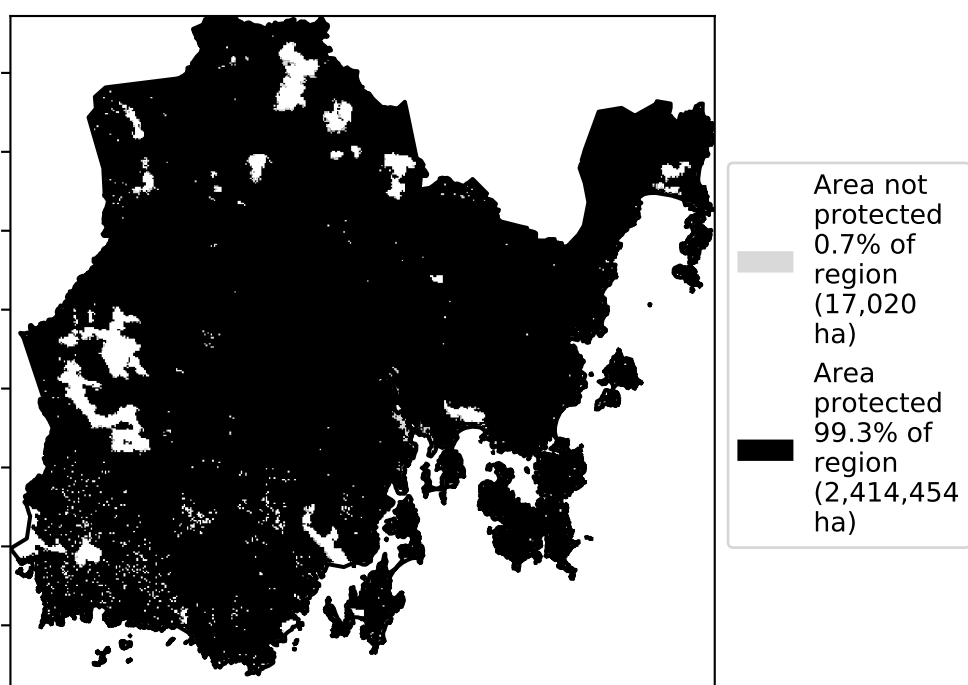 Area not
protected
0.7% of
region
(17,020
ha)
Area
protected
99.3% of
region
(2,414,454
ha)